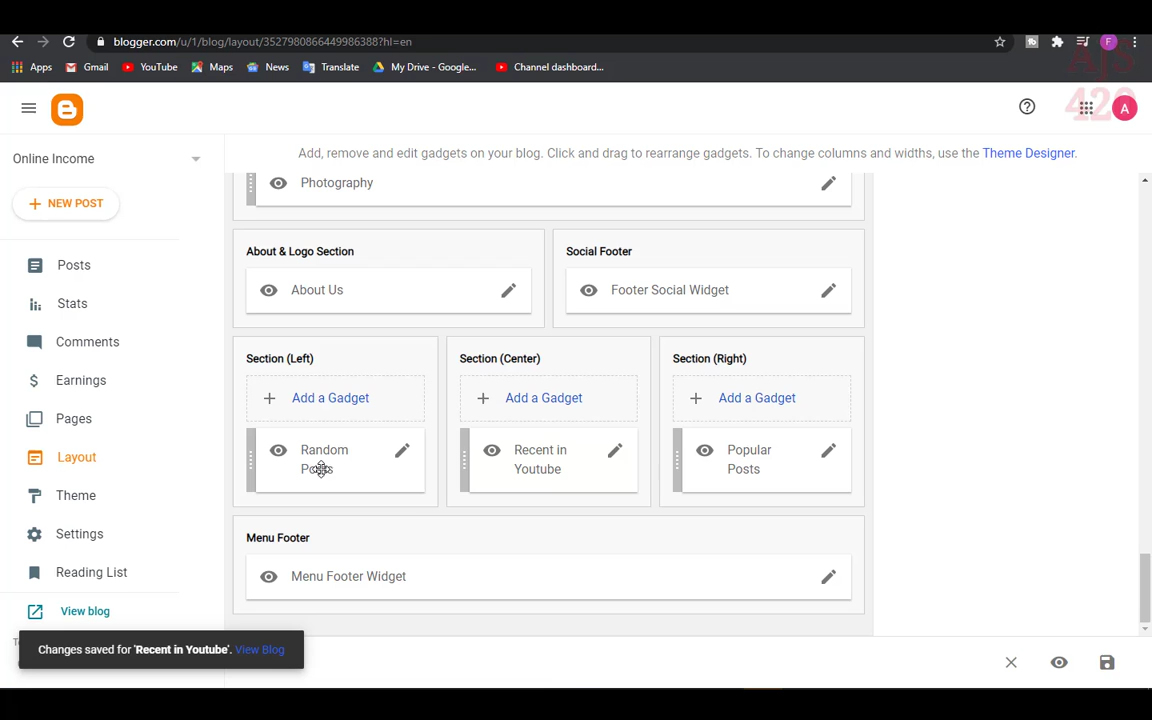 blogger.com/u/1/blog/layout/3527980866449986388?hl=en
F
Apps Gmail YouTube Maps News Translate My Drive - Google... Channel dashboard...
AJS
420
A
Online Income
Add, remove and edit gadgets on your blog. Click and drag to rearrange gadgets. To change columns and widths, use the Theme Designer.
Photography
NEW POST
About & Logo Section
Social Footer
Posts
About Us
Footer Social Widget
Stats
Comments
Section (Left)
Section (Center)
Section (Right)
Earnings
Add a Gadget
Add a Gadget
Add a Gadget
Pages
Random
Posts
Recent in
Youtube
Popular
Posts
Layout
Theme
Settings
Menu Footer
Reading List
Menu Footer Widget
View blog
Changes saved for 'Recent in Youtube'. View Blog